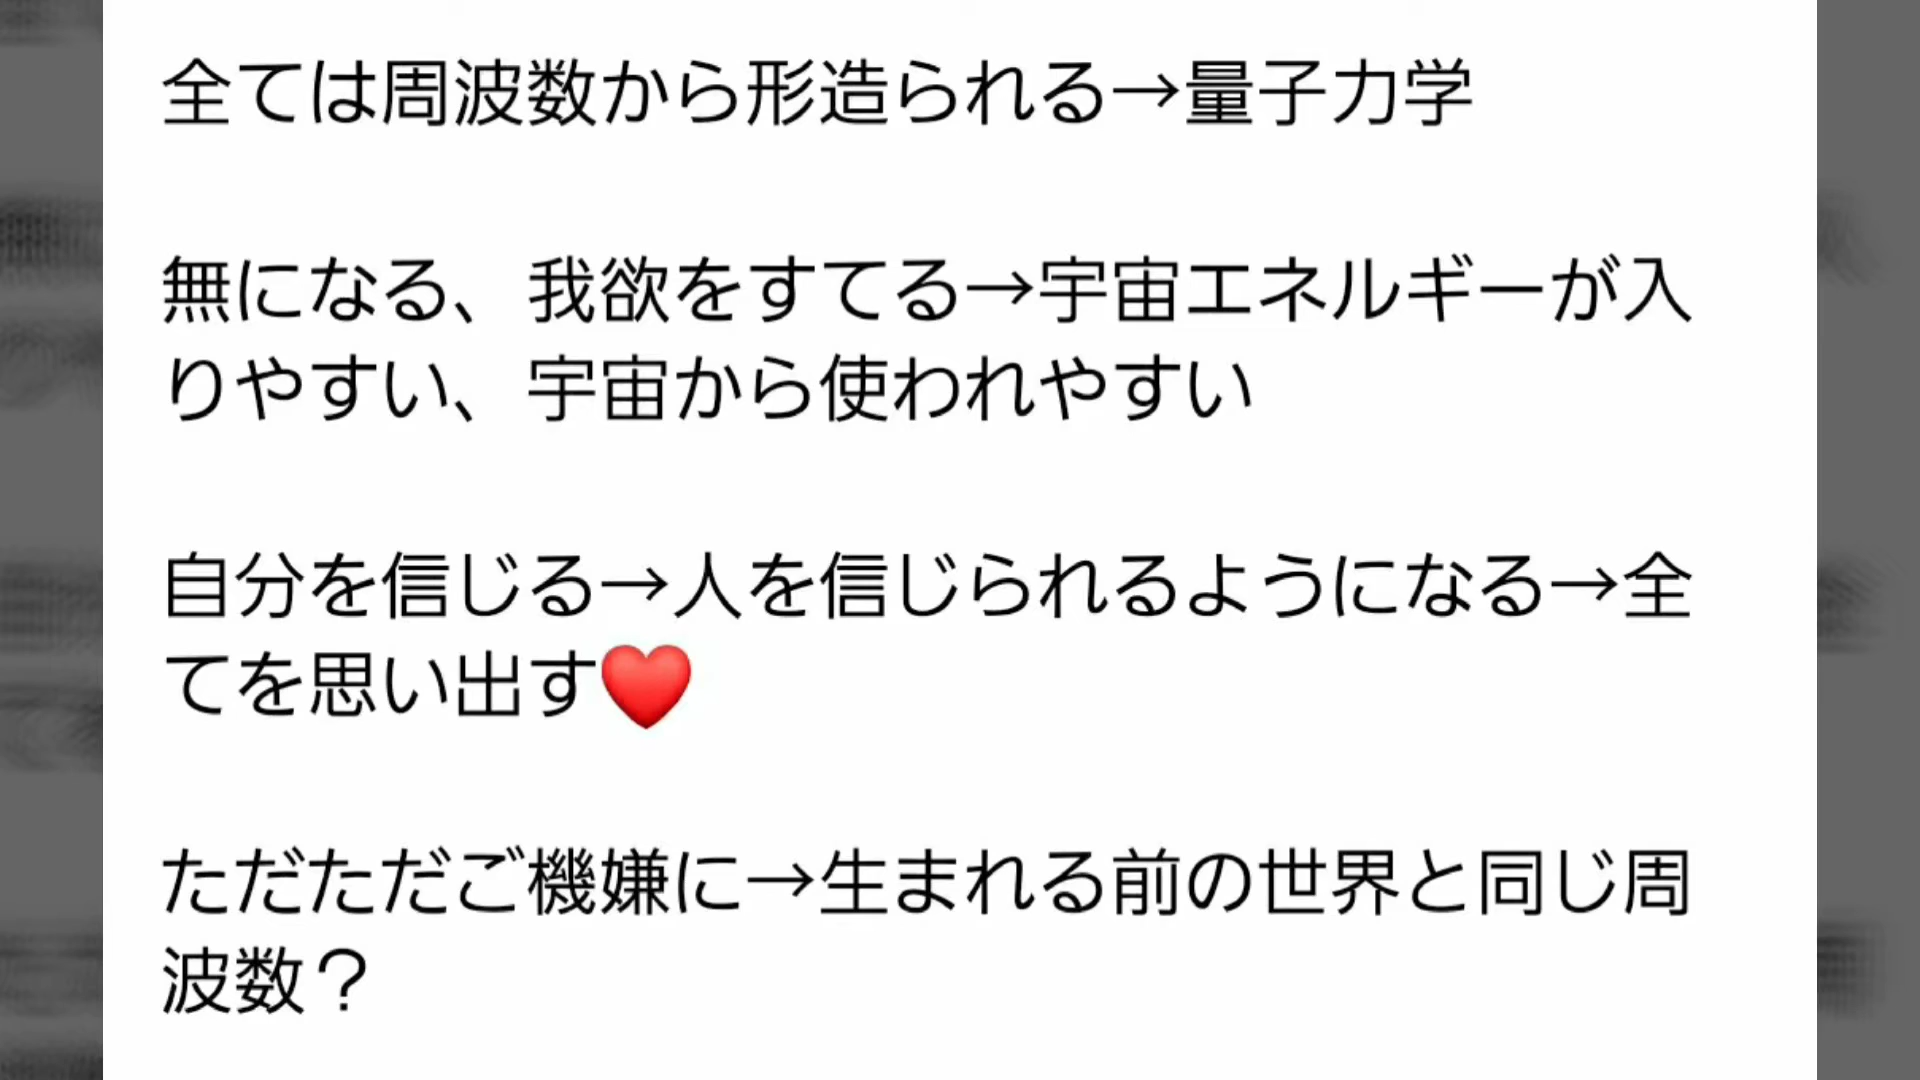 全ては周波数から形造られる→量子力学
無になる、我欲をすてる→宇宙エネルギーが入
りやすい、宇宙から使われやすい
自分を信じる→人を信じられるようになる→全
てを思い出す❤️
ただただご機嫌に→生まれる前の世界と同じ周
波数？